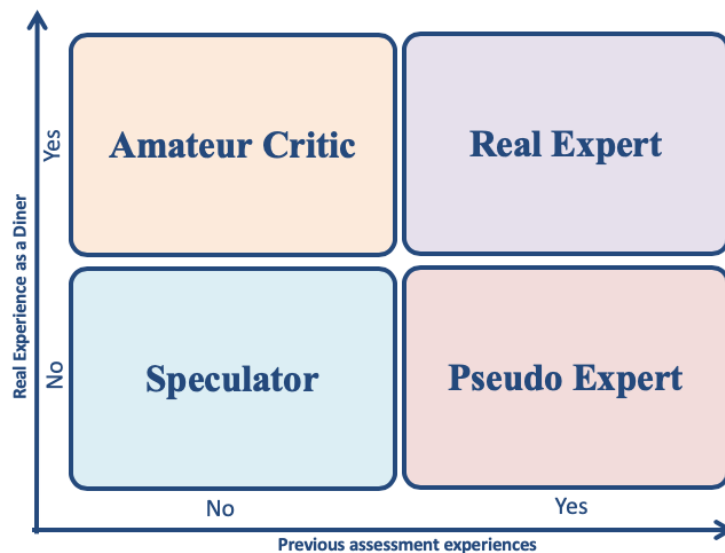 Real Experience as a Diner
Yes
Amateur Critic
Real Expert
No
Speculator
Pseudo Expert
No
Yes
Previous assessment experiences